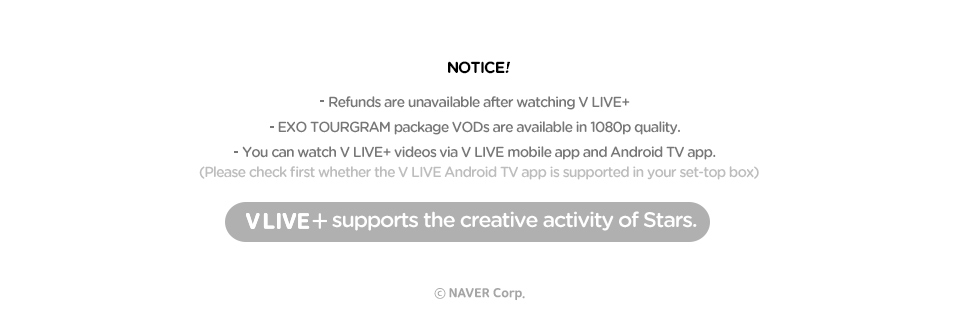 NOTICE!
- Refunds are unavailable after watching V LIVE+
- EXO TOURGRAM package VODs are available in 1080p quality.
- You can watch V LIVE+ videos via V LIVE mobile app and Android TV app.
(Please check first whether the V LIVE Android TV app is supported in your set-top box)
V LIVE+ supports the creative activity of Stars.
ⓒ NAVER Corp.